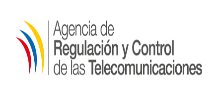 Agencia de
Regulación y Control
de las Telecomunicaciones